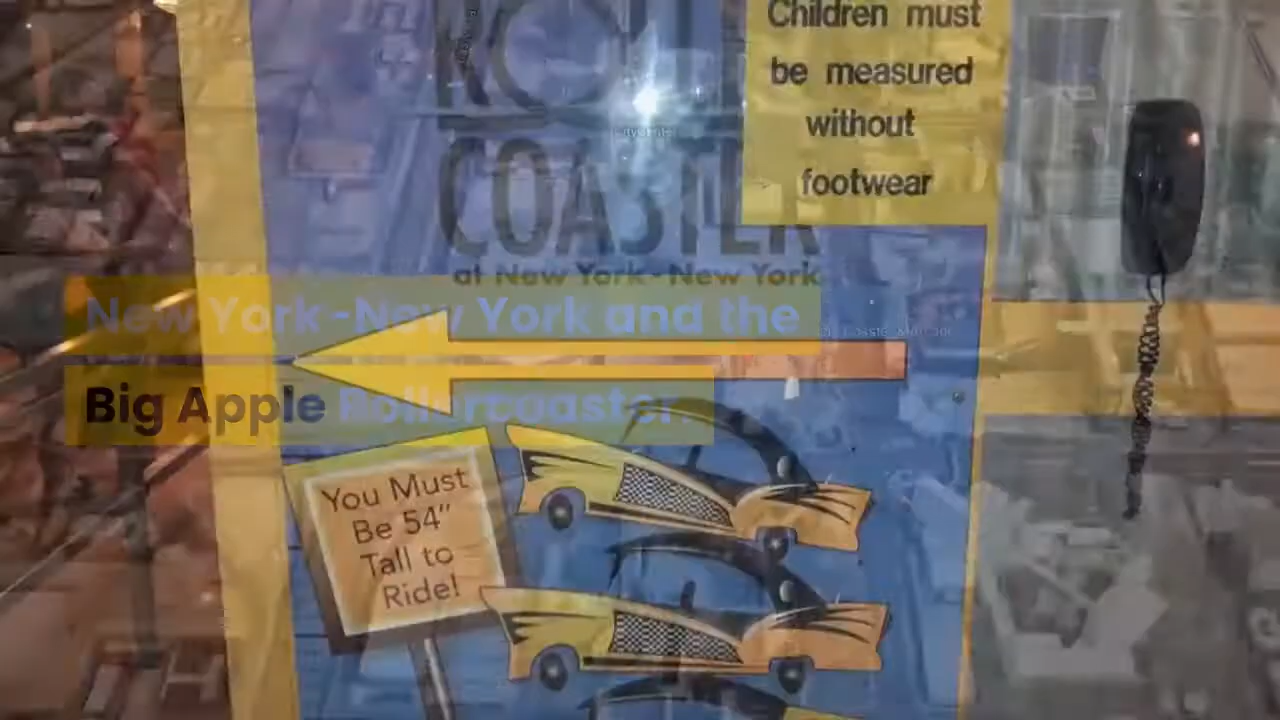 Children must
be measured
without
footwear
COASTER
at New York-New York
New York-New York and the
Big Apple Rollercoaster.
You Must
Be 54"
Tall to
Ride!